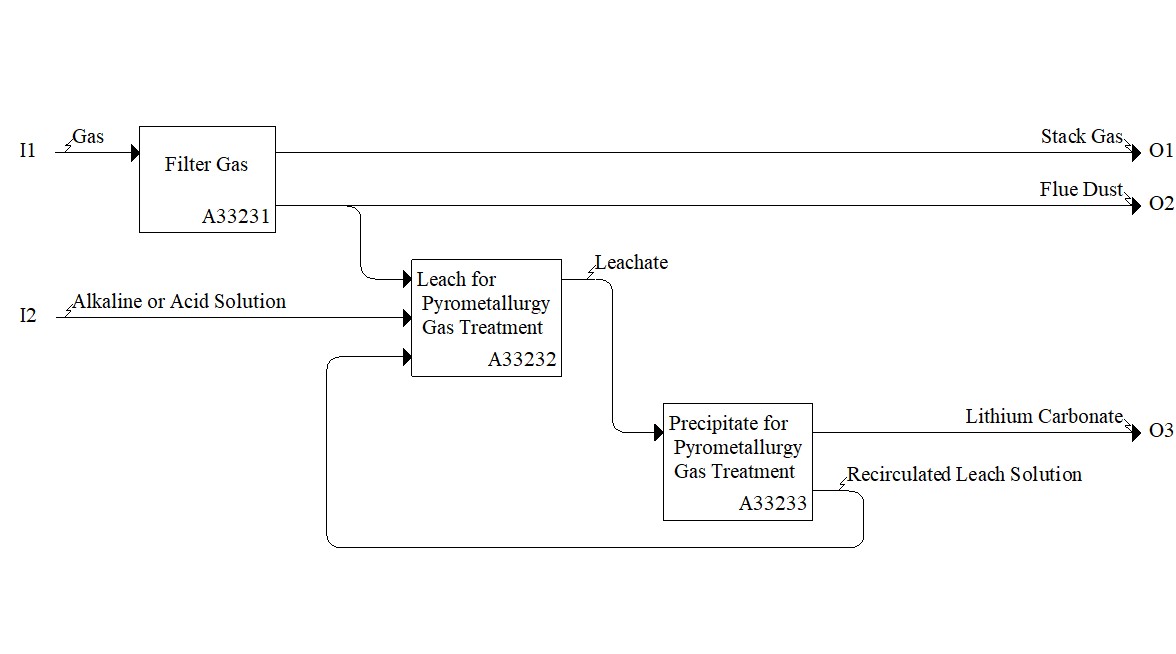 Gas
Stack Gas
I1
O1
Filter Gas
Flue Dust
O2
A33231
Leachate
Leach for
Pyrometallurgy
Gas Treatment
A33232
Alkaline or Acid Solution
I2
Lithium Carbonate
O3
Precipitate for
Pyrometallurgy
Gas Treatment
A33233
Recirculated Leach Solution